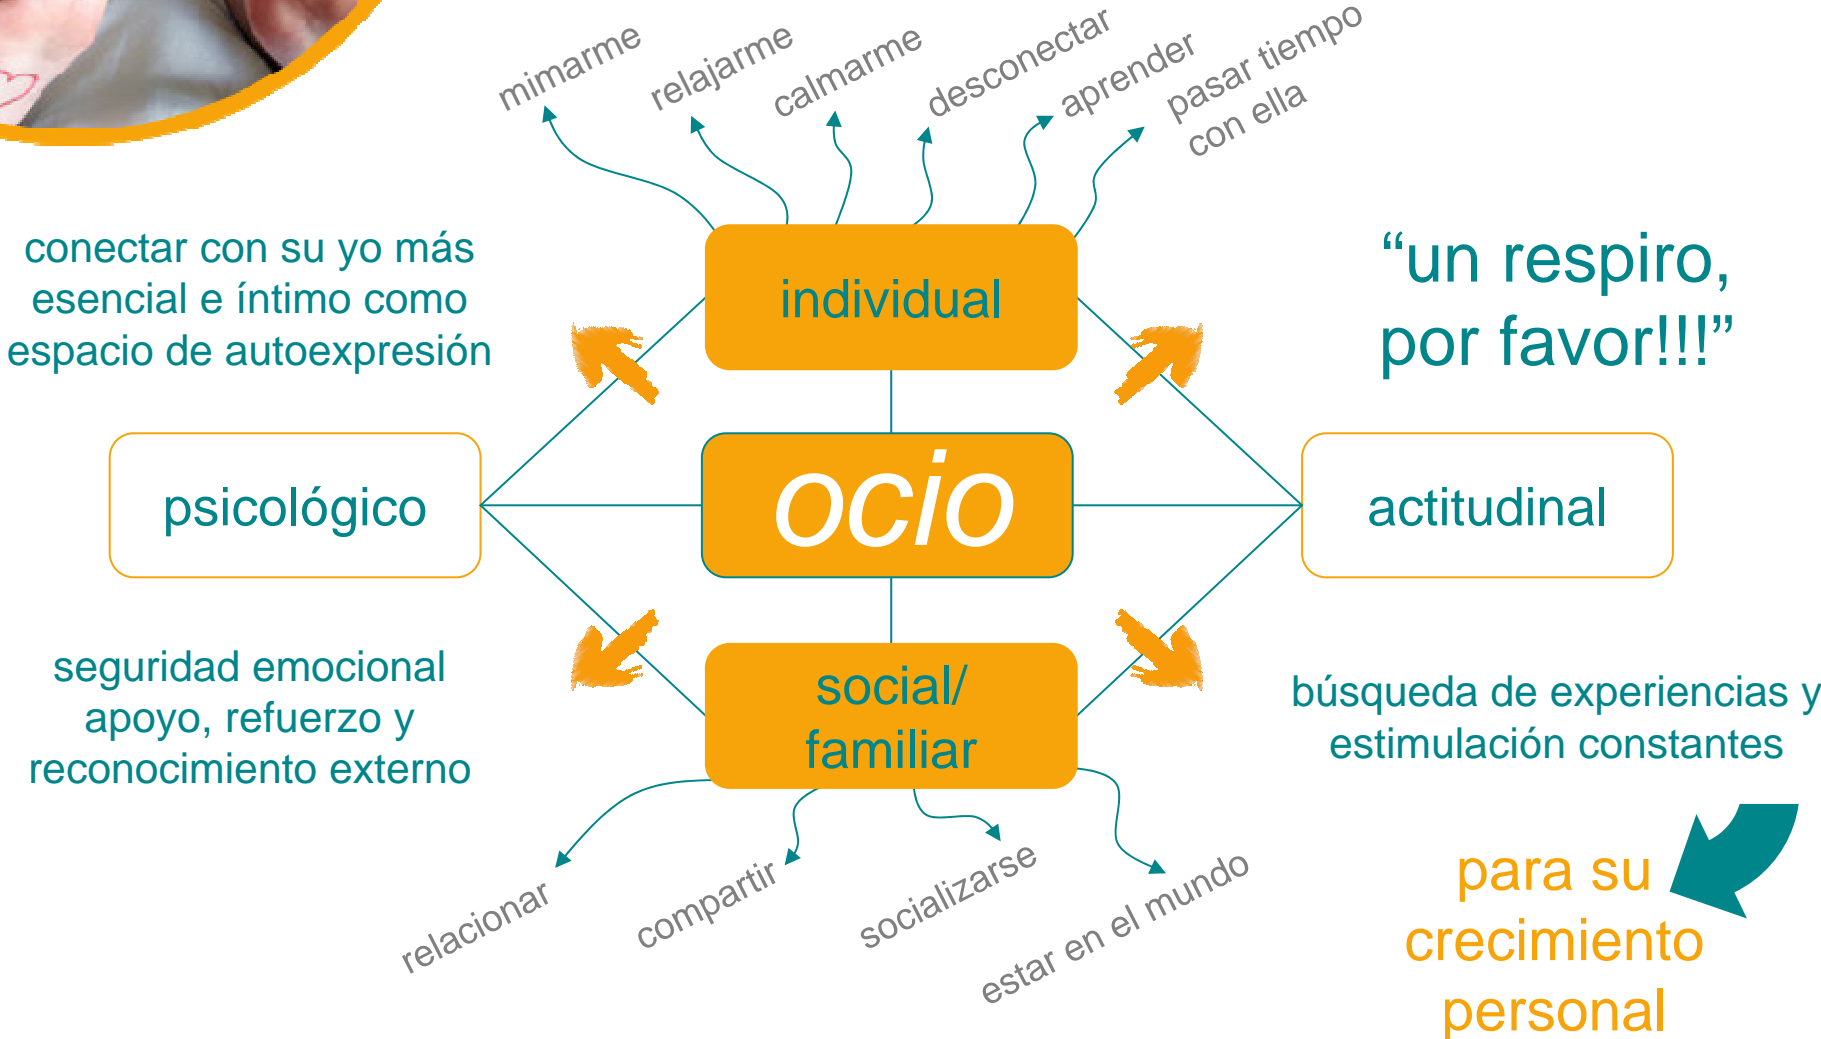 mimarme
relajarme
calmarme
desconectar
aprender
pasar tiempo
con ella
conectar con su yo más
esencial e íntimo como
espacio de autoexpresión
individual
“un respiro,
por favor!!!”
psicológico
ocio
actitudinal
seguridad emocional
apoyo, refuerzo y
reconocimiento externo
social/
familiar
búsqueda de experiencias y
estimulación constantes
relacionar
compartir
socializarse
estar en el mundo
para su
crecimiento
personal